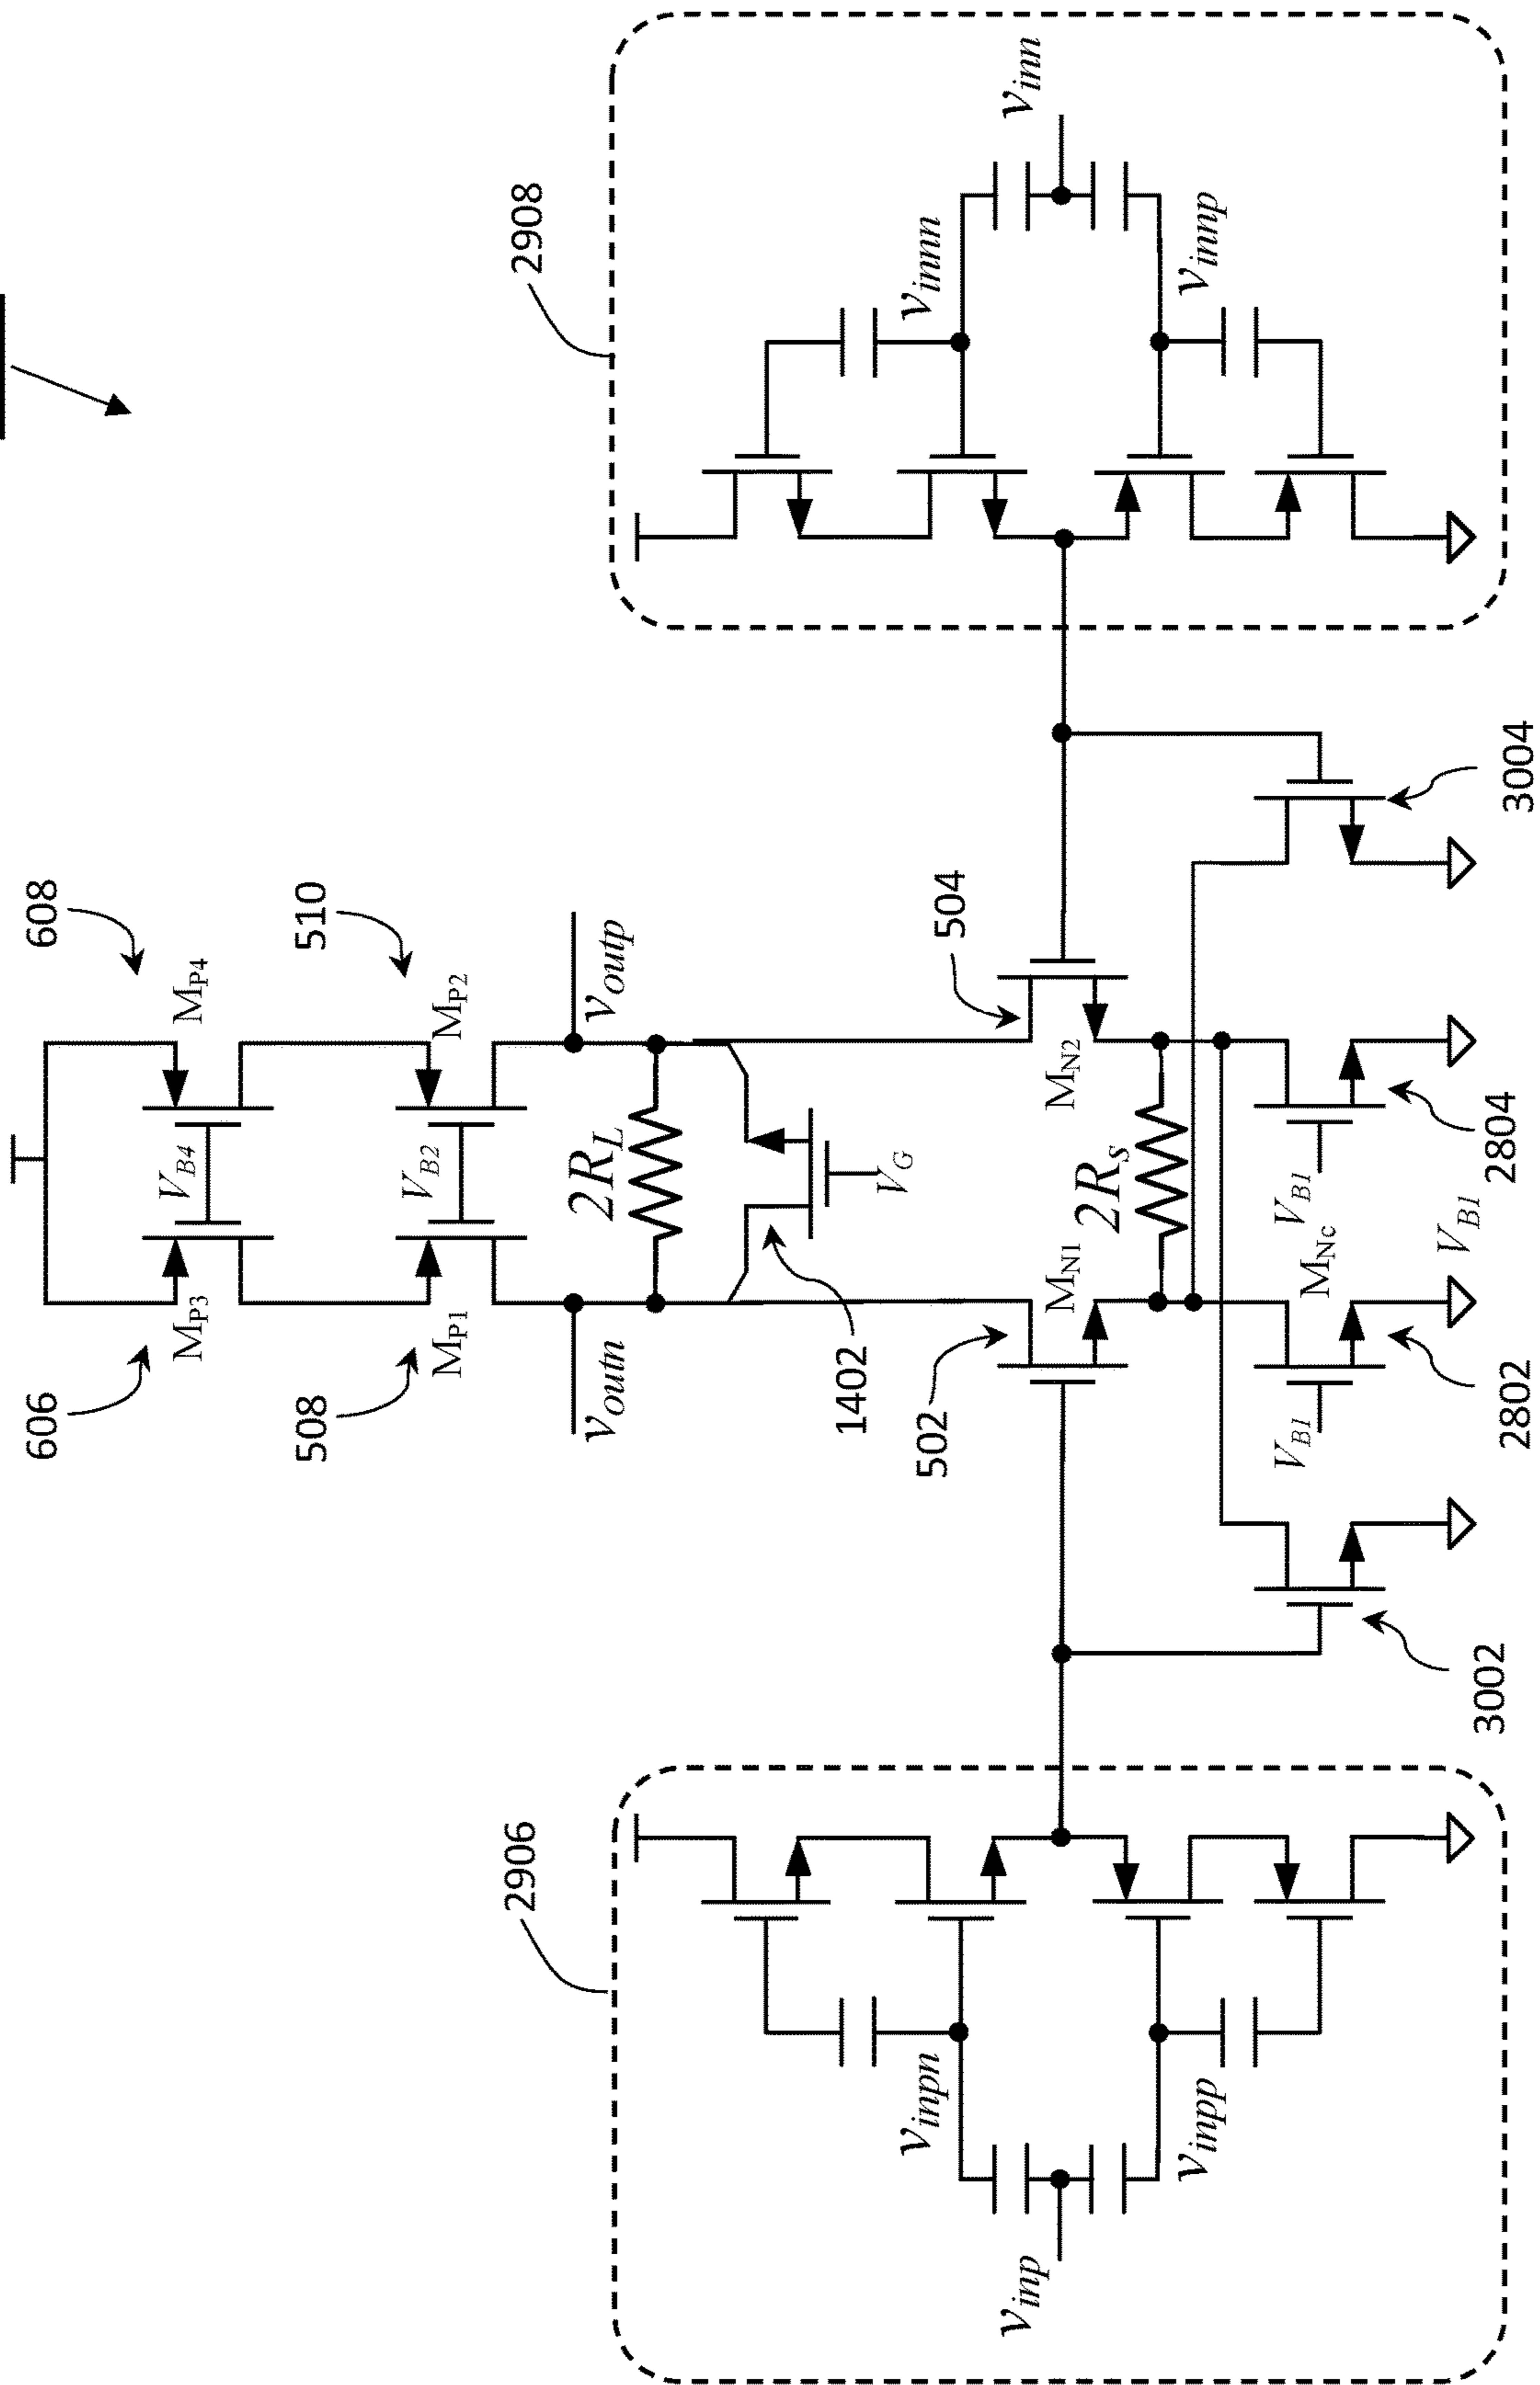 606
608
M_P3
V_B4
M_P4
508
510
M_P1
V_B2
M_P2
v_outn
2R_L
v_outp
1402
V_G
2906
2908
502
504
M_N1
2R_s
M_N2
v_inpn
v_innn
v_inp
v_inn
v_inpp
v_innp
V_B1
M_Nc
V_B1
3002
2802
V_B1
2804
3004